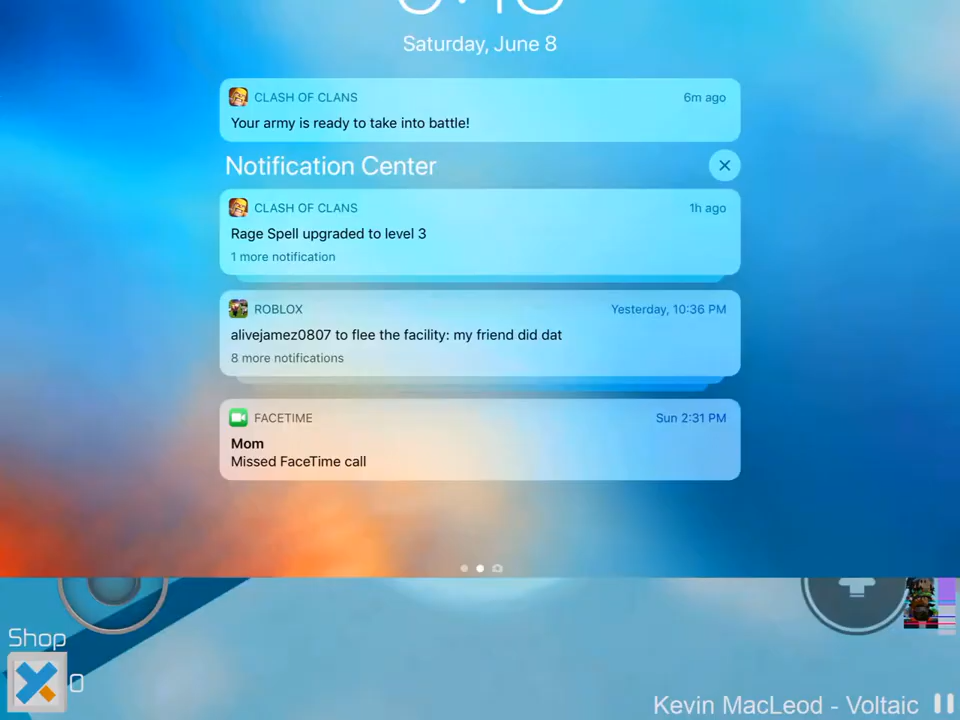 Saturday, June 8
CLASH OF CLANS 6m ago
Your army is ready to take into battle!
Notification Center
CLASH OF CLANS 1h ago
Rage Spell upgraded to level 3
1 more notification
ROBLOX Yesterday, 10:36 PM
alivejamez0807 to flee the facility: my friend did dat
8 more notifications
FACETIME Sun 2:31 PM
Mom
Missed FaceTime call
Shop
0
Kevin MacLeod - Voltaic